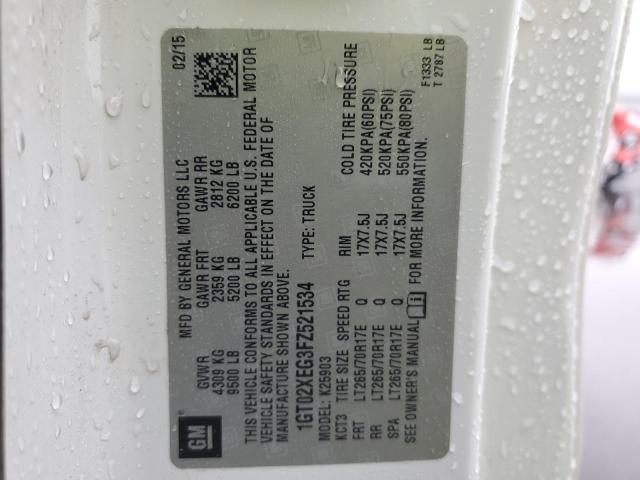 GM
MFD BY GENERAL MOTORS LLC
02/15
GVWR GAWR FRT GAWR RR
4309 KG 2359 KG 2812 KG
9500 LB 5200 LB 6200 LB
THIS VEHICLE CONFORMS TO ALL APPLICABLE U.S. FEDERAL MOTOR
VEHICLE SAFETY STANDARDS IN EFFECT ON THE DATE OF
MANUFACTURE SHOWN ABOVE.
1GT02XEG3FZ521534 TYPE: TRUCK
MODEL: K25903
KCT3 TIRE SIZE SPEED RTG RIM COLD TIRE PRESSURE
FRT LT265/70R17E Q 17X7.5J 420KPA(60PSI)
RR LT265/70R17E Q 17X7.5J 520KPA(75PSI)
SPA LT265/70R17E Q 17X7.5J 550KPA(80PSI)
SEE OWNER'S MANUAL FOR MORE INFORMATION.
F1333 LB
T 2787 LB